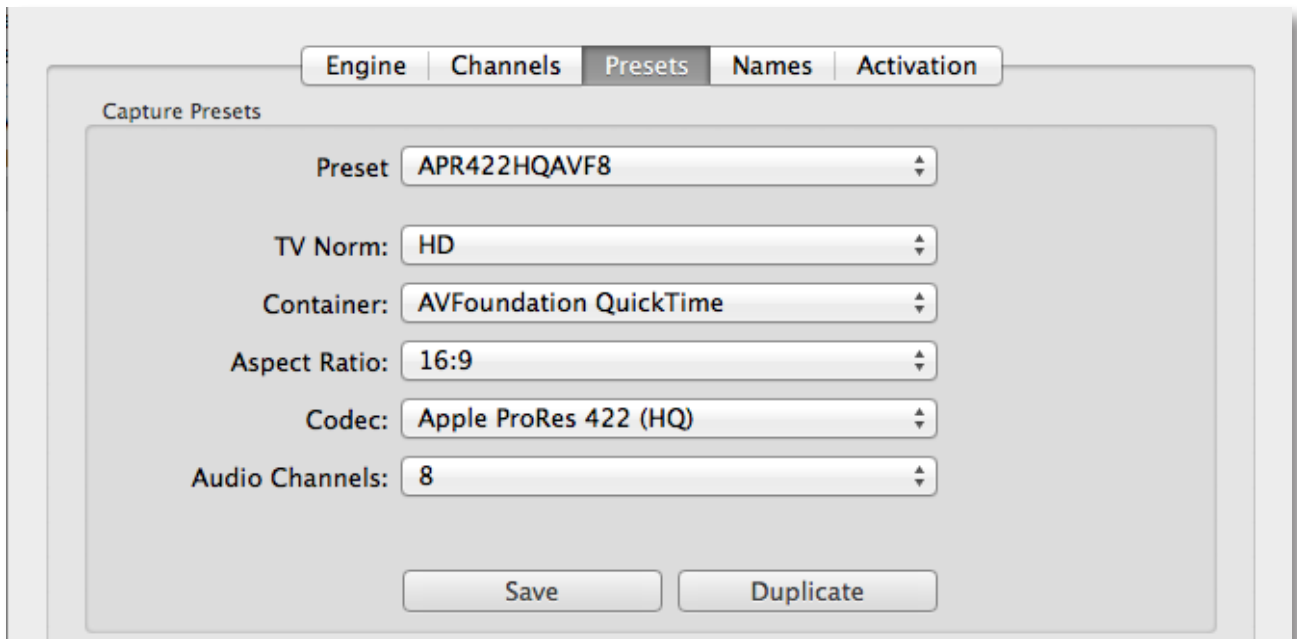 Engine Channels Presets Names Activation
Capture Presets
Preset APR422HQAVF8
TV Norm: HD
Container: AVFoundation QuickTime
Aspect Ratio: 16:9
Codec: Apple ProRes 422 (HQ)
Audio Channels: 8
Save Duplicate